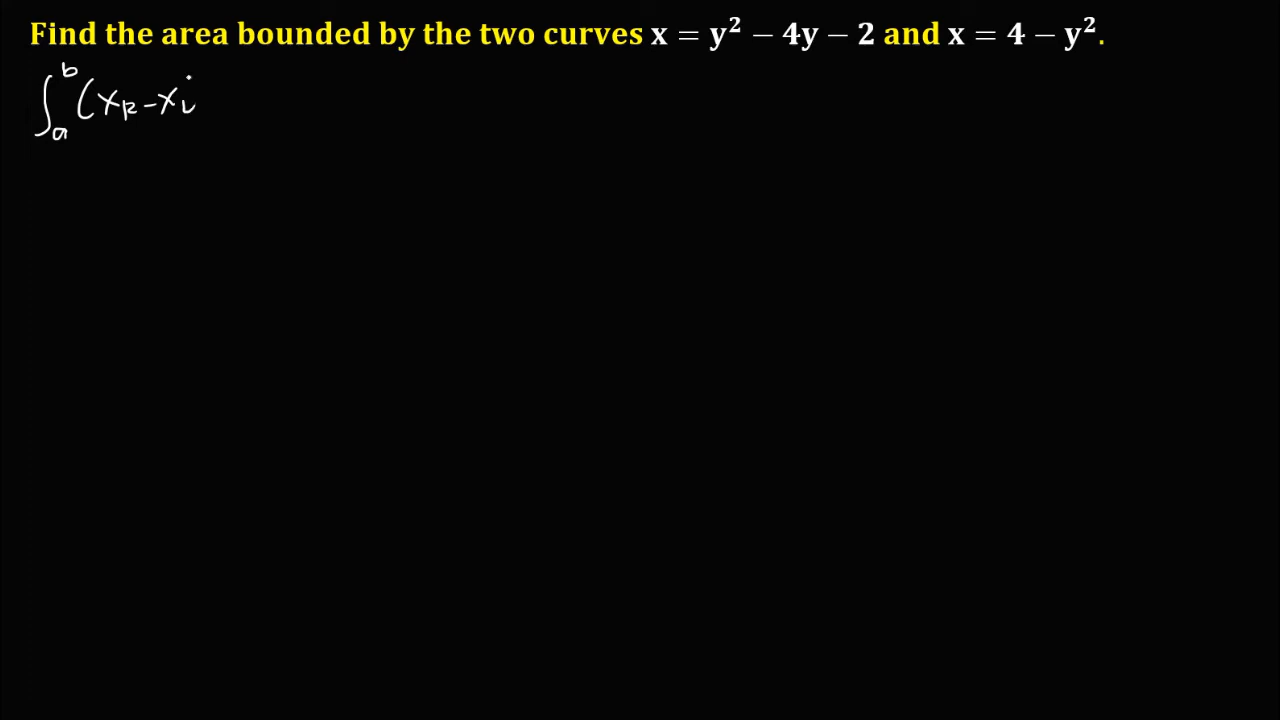 Find the area bounded by the two curves x = y² − 4y − 2 and x = 4 − y².
∫ₐᵇ (x_R − x_L